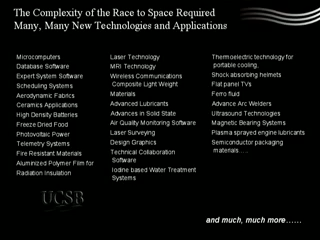 The Complexity of the Race to Space Required
Many, Many New Technologies and Applications
Microcomputers
Database Software
Expert System Software
Scheduling Systems
Aerodynamic Fabrics
Ceramics Applications
High Density Batteries
Freeze Dried Food
Photovoltaic Power
Telemetry Systems
Fire Resistant Materials
Aluminized Polymer Film for
Radiation Insulation
Laser Technology
MRI Technology
Wireless Communications
Composite Light Weight
Materials
Advanced Lubricants
Advances in Solid State
Air Quality Monitoring Software
Laser Surveying
Design Graphics
Technical Collaboration
Software
Iodine based Water Treatment
Systems
Thermoelectric technology for
portable cooling,
Shock absorbing helmets
Flat panel TVs
Ferro fluid
Advance Arc Welders
Ultrasound Technologies
Magnetic Bearing Systems
Plasma sprayed engine lubricants
Semiconductor packaging
materials…..
UCSB
and much, much more……